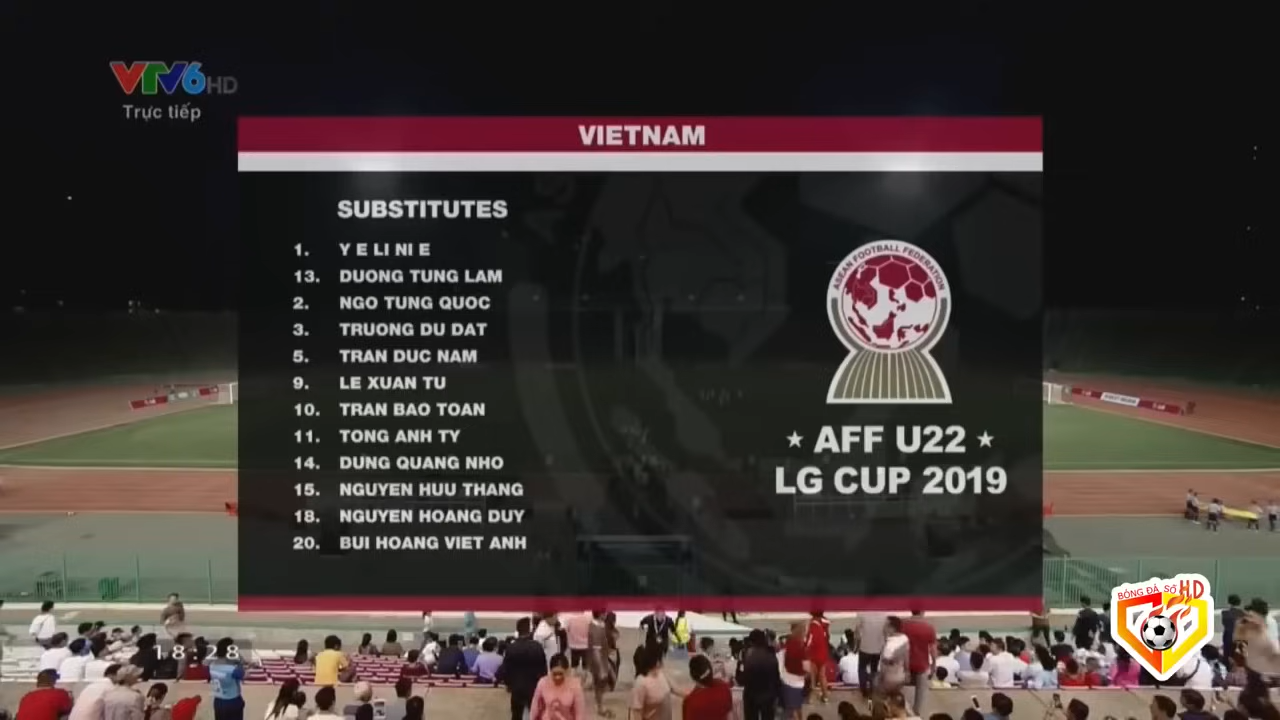 VTV6HD
Trực tiếp
VIETNAM
SUBSTITUTES
1. Y E LI NI E
13. DUONG TUNG LAM
2. NGO TUNG QUOC
3. TRUONG DU DAT
5. TRAN DUC NAM
9. LE XUAN TU
10. TRAN BAO TOAN
11. TONG ANH TY
14. DUNG QUANG NHO
15. NGUYEN HUU THANG
18. NGUYEN HOANG DUY
20. BUI HOANG VIET ANH
ASEAN FOOTBALL FEDERATION
★ AFF U22 ★
LG CUP 2019
BÓNG ĐÁ SỐ HD
18:28